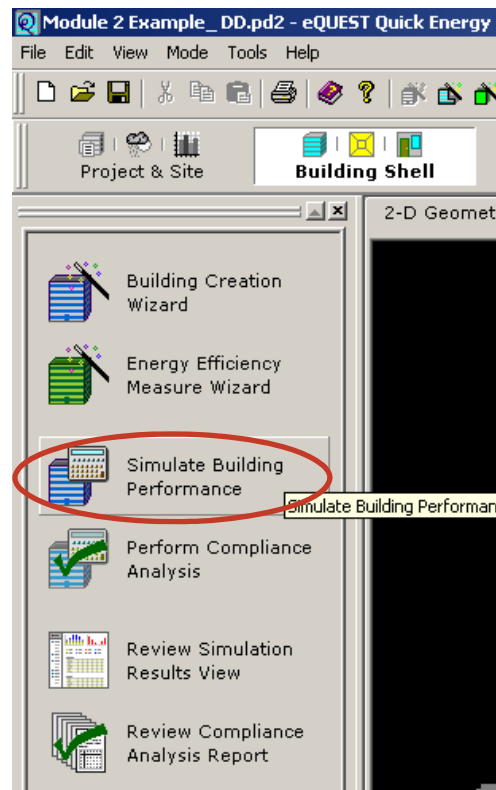 Module 2 Example_ DD.pd2 - eQUEST Quick Energy
File Edit View Mode Tools Help
Project & Site
Building Shell
2-D Geomet
Building Creation
Wizard
Energy Efficiency
Measure Wizard
Simulate Building
Performance
Simulate Building Performan
Perform Compliance
Analysis
Review Simulation
Results View
Review Compliance
Analysis Report